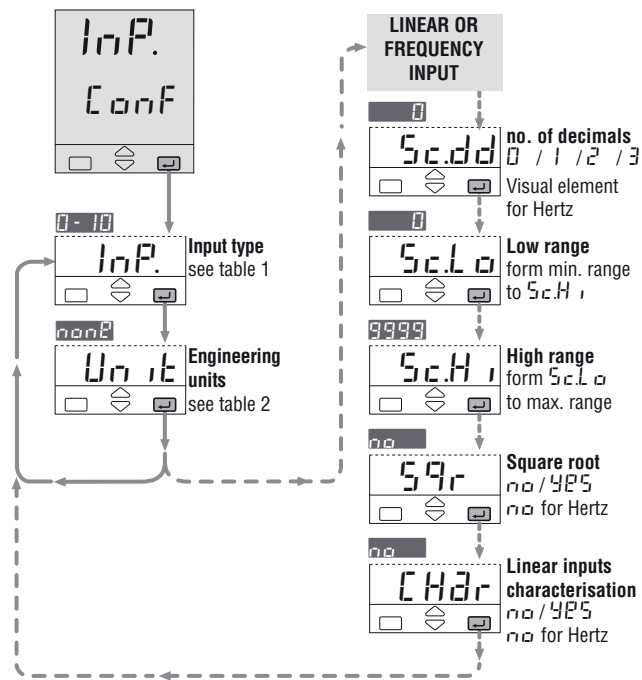 InP.
ConF
0-10
InP.
Input type
see table 1
nonE
Unit
Engineering
units
see table 2
LINEAR OR
FREQUENCY
INPUT
0
Sc.dd
no. of decimals
0 / 1 / 2 / 3
Visual element
for Hertz
0
Sc.Lo
Low range
form min. range
to Sc.Hi
9999
Sc.Hi
High range
form Sc.Lo
to max. range
no
Sqr
Square root
no / YES
no for Hertz
no
CHar
Linear inputs
characterisation
no / YES
no for Hertz